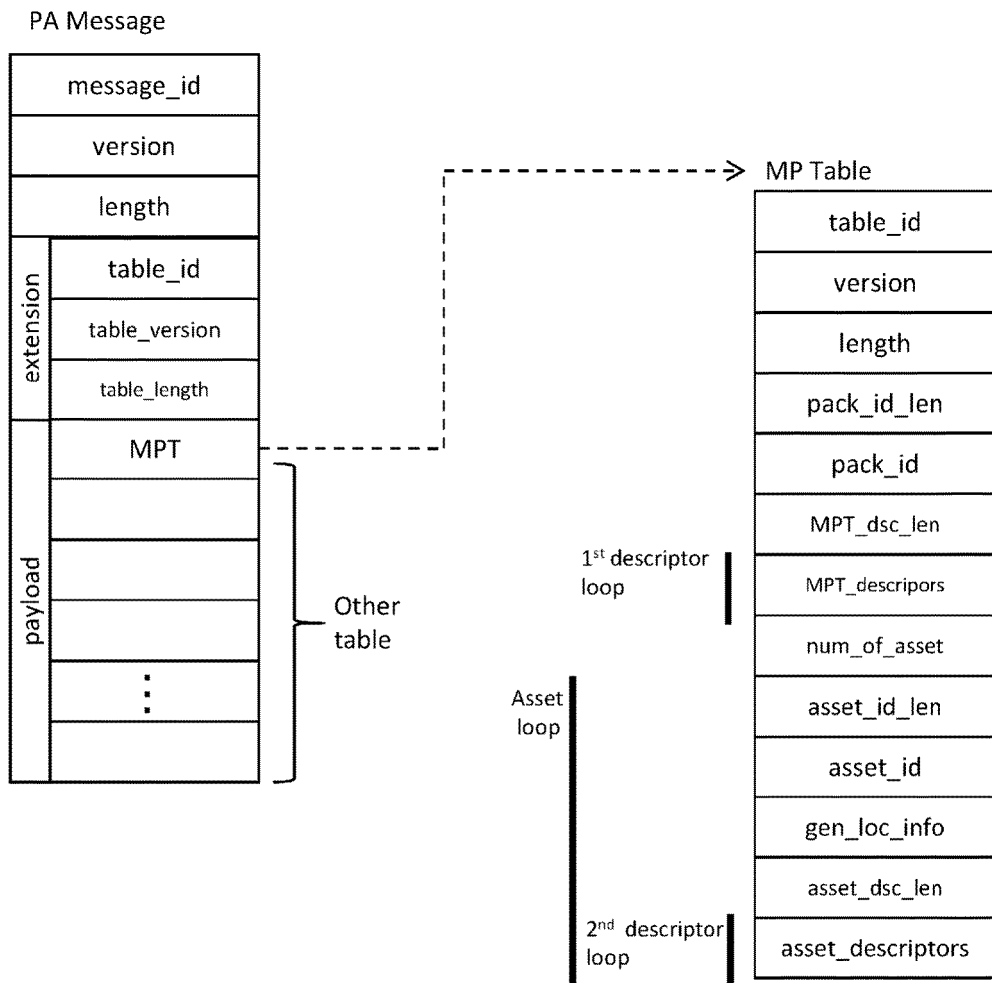 PA Message
message_id
version
length
extension
table_id
table_version
table_length
payload
MPT
⋮
Other
table
MP Table
table_id
version
length
pack_id_len
pack_id
MPT_dsc_len
1st descriptor
loop
MPT_descripors
num_of_asset
Asset
loop
asset_id_len
asset_id
gen_loc_info
asset_dsc_len
2nd descriptor
loop
asset_descriptors